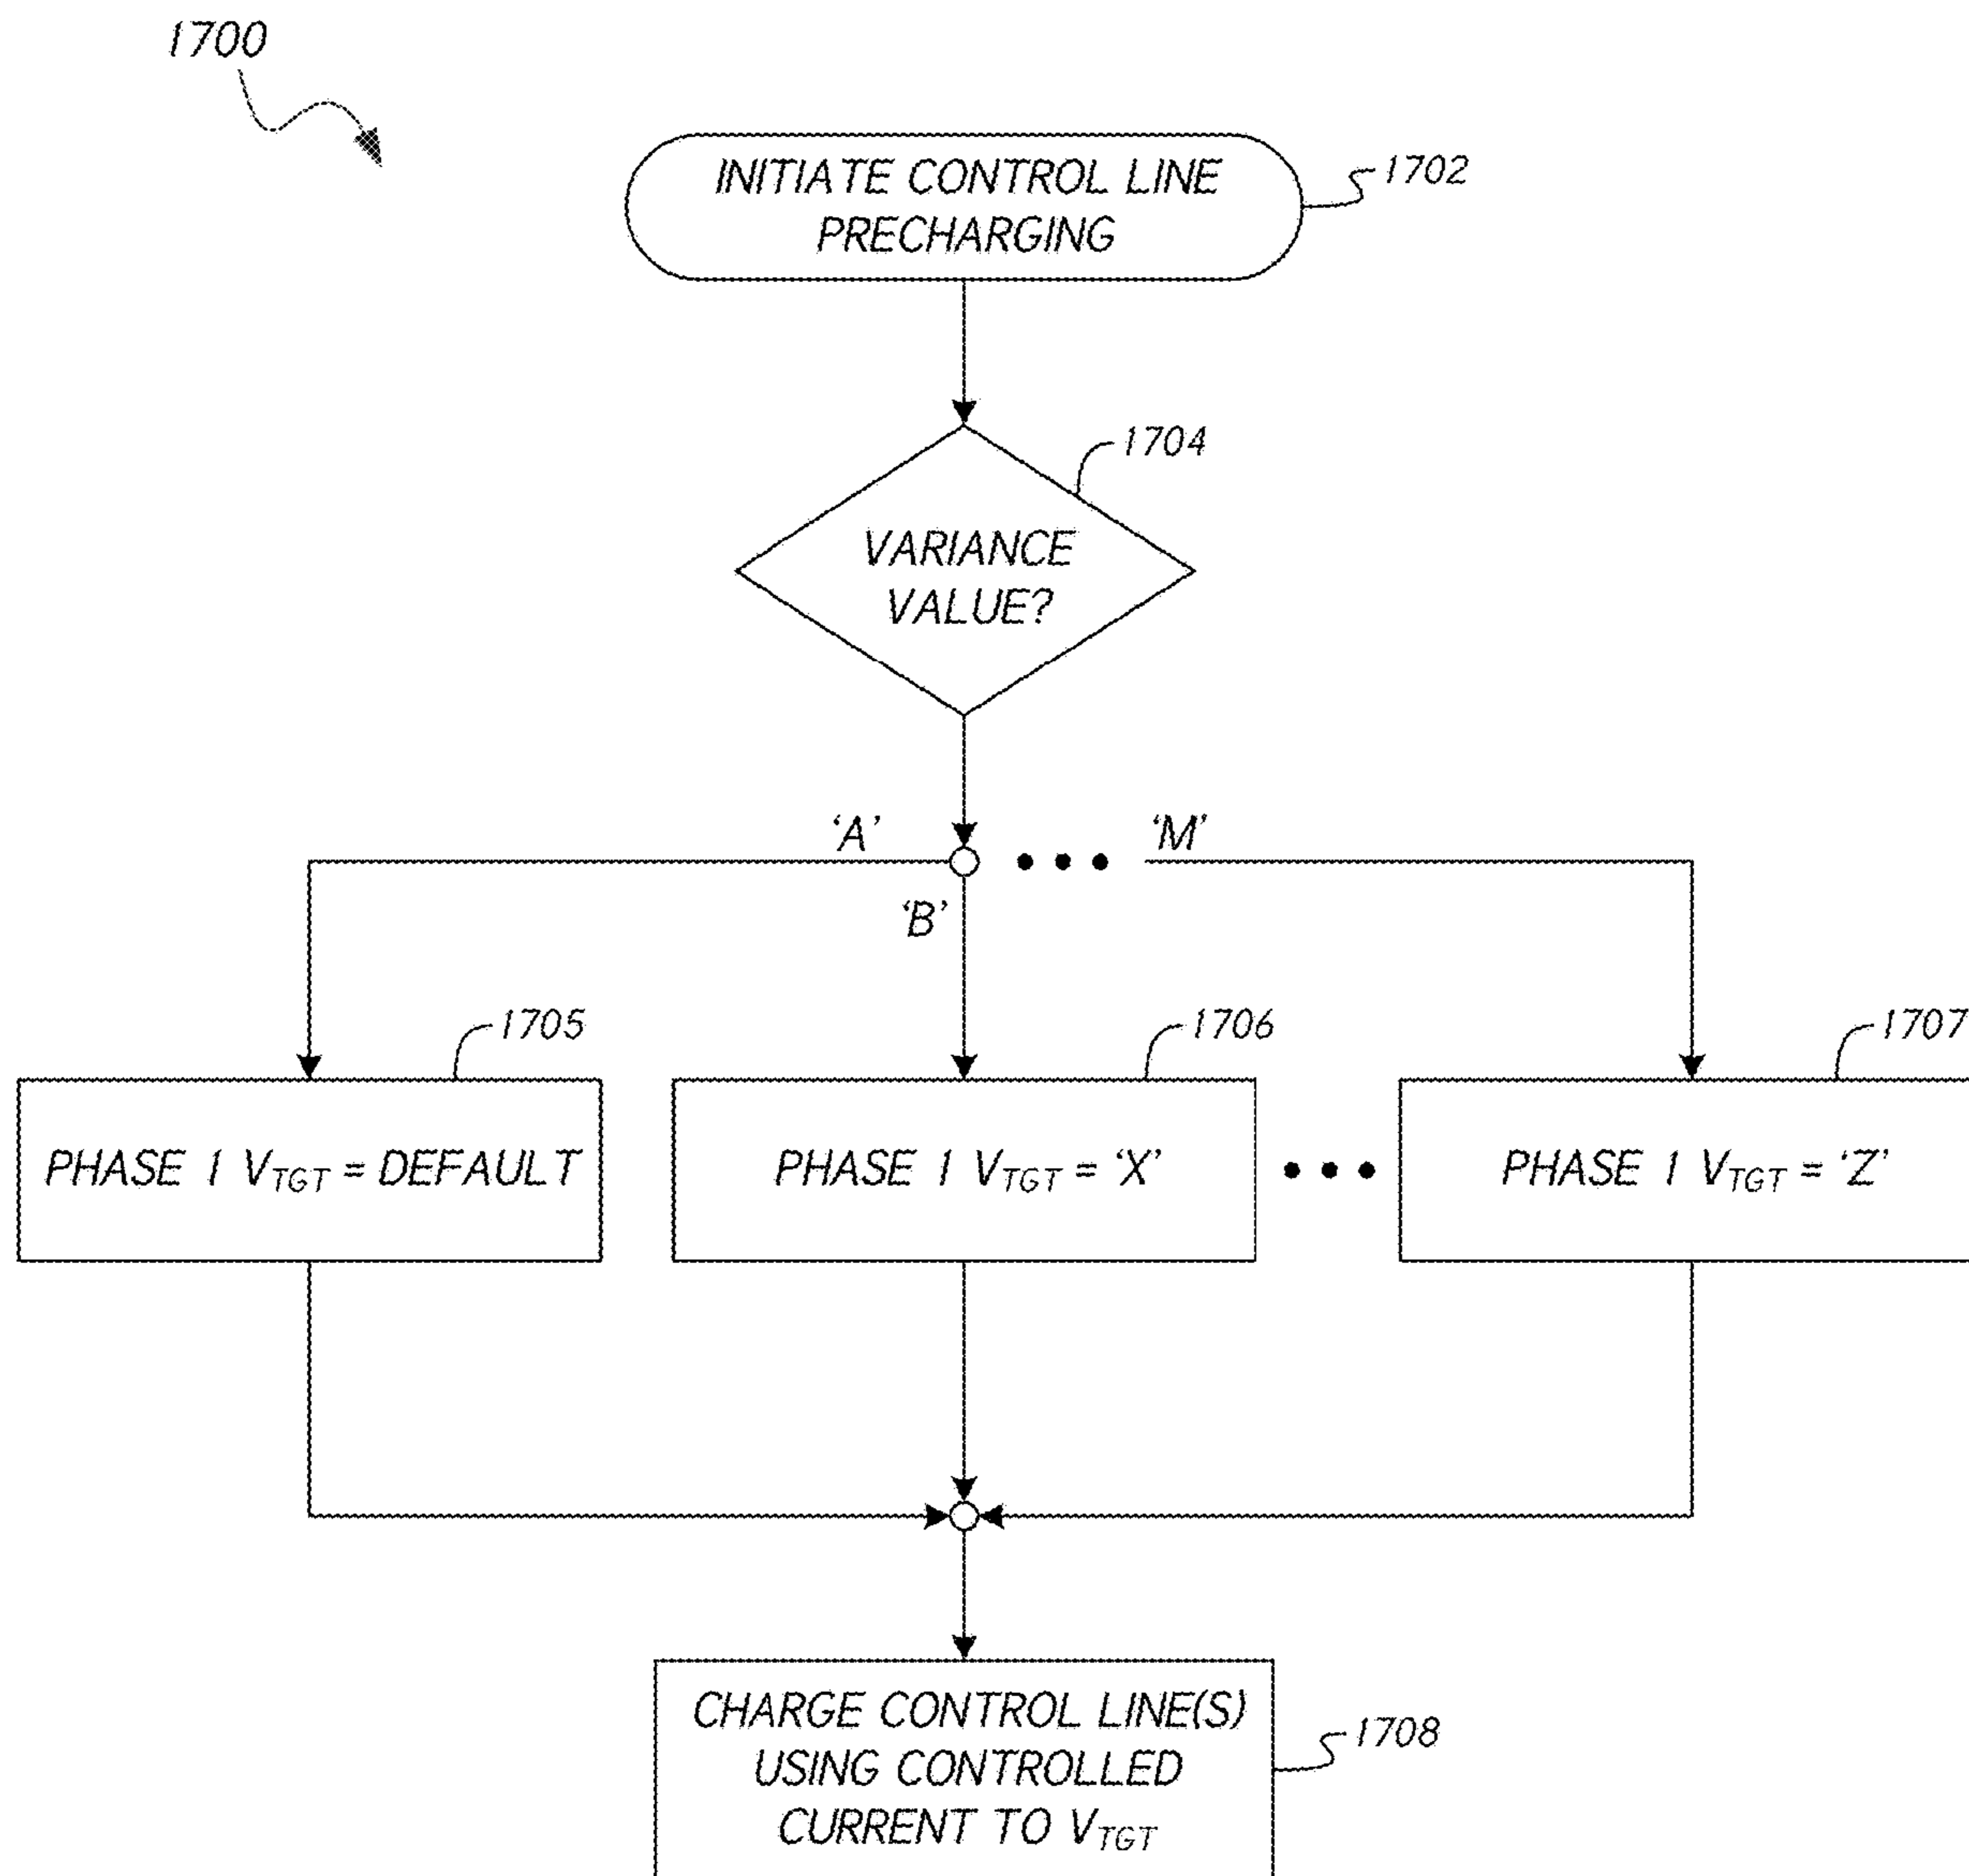 1700
INITIATE CONTROL LINE
PRECHARGING
1702
1704
VARIANCE
VALUE?
‘A’
‘M’
‘B’
1705
1706
1707
PHASE 1 VTGT = DEFAULT
PHASE 1 VTGT = ‘X’
PHASE 1 VTGT = ‘Z’
CHARGE CONTROL LINE(S)
USING CONTROLLED
CURRENT TO VTGT
1708